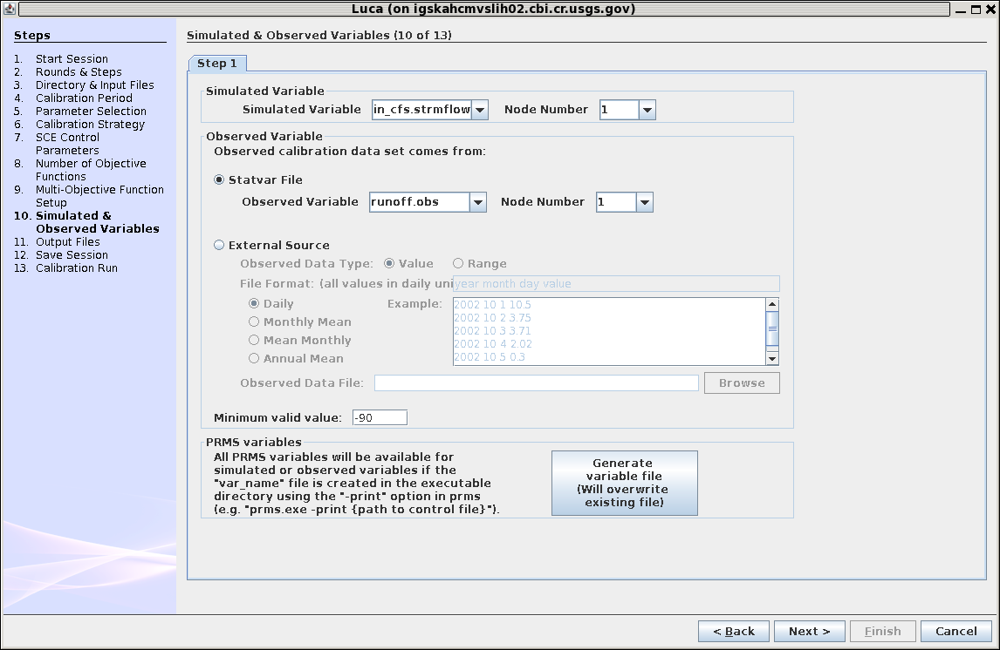 Luca (on igskahcmvslih02.cbi.cr.usgs.gov)
Steps
1. Start Session
2. Rounds & Steps
3. Directory & Input Files
4. Calibration Period
5. Parameter Selection
6. Calibration Strategy
7. SCE Control
Parameters
8. Number of Objective
Functions
9. Multi-Objective Function
Setup
10. Simulated &
Observed Variables
11. Output Files
12. Save Session
13. Calibration Run
Simulated & Observed Variables (10 of 13)
Step 1
Simulated Variable
Simulated Variable in_cfs.strmflow Node Number 1
Observed Variable
Observed calibration data set comes from:
Statvar File
Observed Variable runoff.obs Node Number 1
External Source
Observed Data Type: Value Range
File Format: (all values in daily uni year month day value
Daily Example:
Monthly Mean
Mean Monthly
Annual Mean
2002 10 1 10.5
2002 10 2 3.75
2002 10 3 3.71
2002 10 4 2.02
2002 10 5 0.3
Observed Data File: Browse
Minimum valid value: -90
PRMS variables
All PRMS variables will be available for
simulated or observed variables if the
"var_name" file is created in the executable
directory using the "-print" option in prms
(e.g. "prms.exe -print {path to control file}").
Generate
variable file
(Will overwrite
existing file)
< Back Next > Finish Cancel